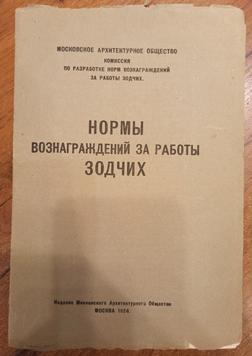 МОСКОВСКОЕ АРХИТЕКТУРНОЕ ОБЩЕСТВО
КОМИССИЯ
ПО РАЗРАБОТКЕ НОРМ ВОЗНАГРАЖДЕНИЙ
ЗА РАБОТЫ ЗОДЧИХ.
НОРМЫ
ВОЗНАГРАЖДЕНИЙ ЗА РАБОТЫ
ЗОДЧИХ
Издание Московского Архитектурного Общества
МОСКВА 1924.